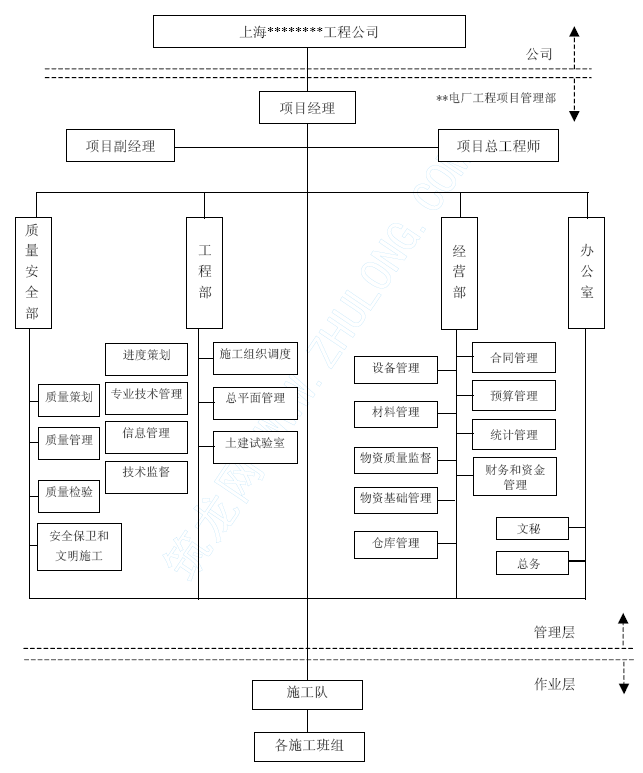 上海********工程公司
公司
**电厂工程项目管理部
项目经理
项目副经理
项目总工程师
质量安全部
工程部
经营部
办公室
进度策划
专业技术管理
信息管理
技术监督
施工组织调度
总平面管理
土建试验室
质量策划
质量管理
质量检验
安全保卫和
文明施工
设备管理
材料管理
物资质量监督
物资基础管理
仓库管理
合同管理
预算管理
统计管理
财务和资金
管理
文秘
总务
管理层
作业层
施工队
各施工班组
筑龙网 WWW.ZHULONG.COM